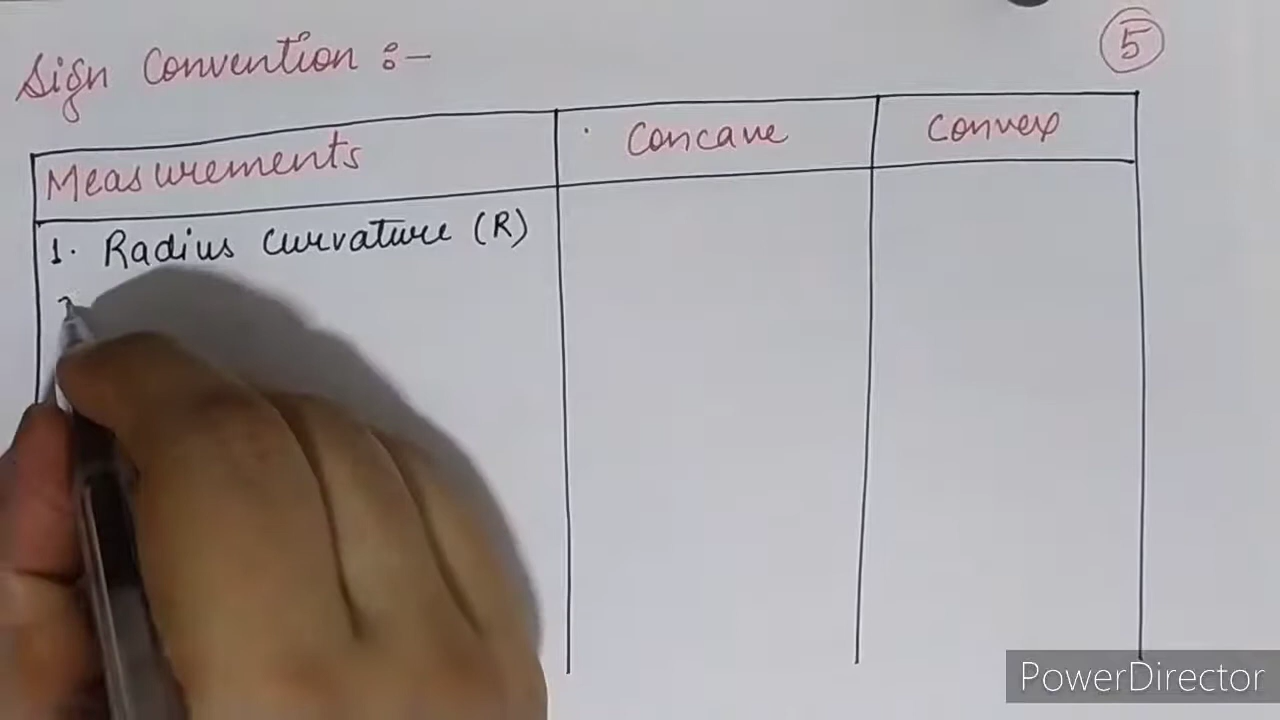 Sign Convention :-
5
Measurements Concave Convex
1. Radius curvature (R)
PowerDirector